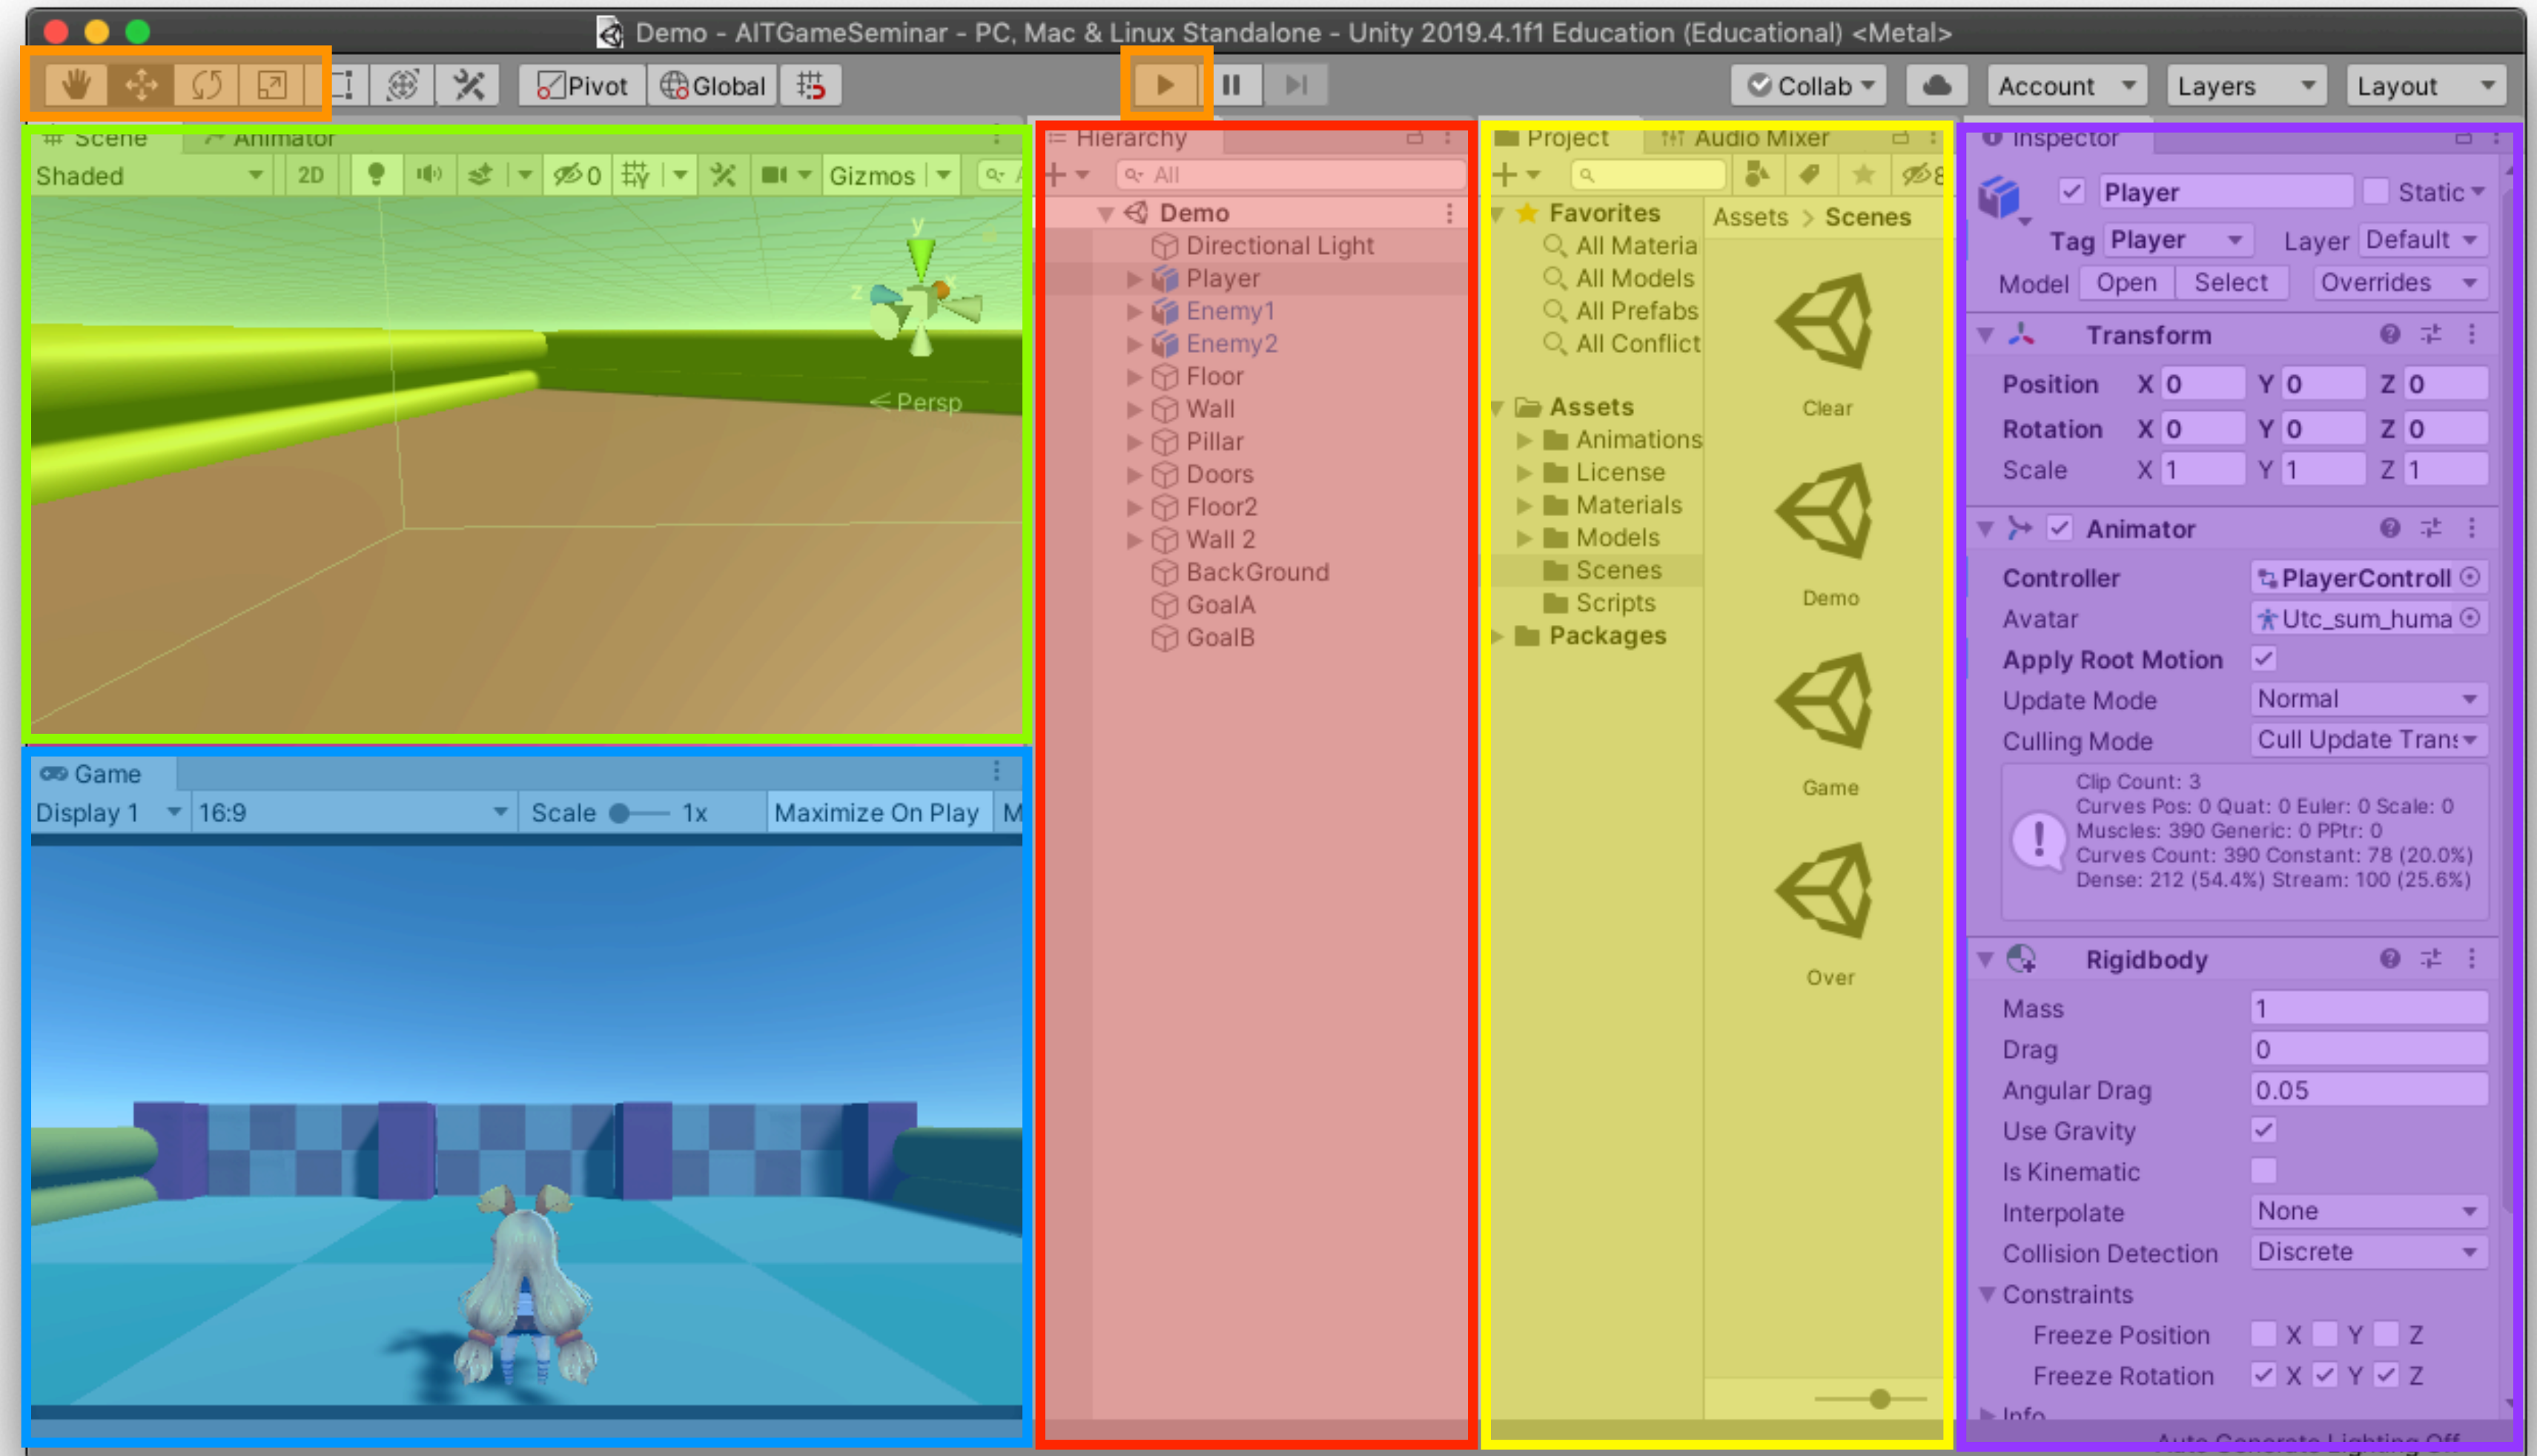 Demo - AITGameSeminar - PC, Mac & Linux Standalone - Unity 2019.4.1f1 Education (Educational) <Metal>
Pivot Global Collab Account Layers Layout
Scene Animator
Shaded 2D 0 Gizmos
y
x
z
Persp
Game
Display 1 16:9 Scale 1x Maximize On Play M
Hierarchy
All
Demo
Directional Light
Player
Enemy1
Enemy2
Floor
Wall
Pillar
Doors
Floor2
Wall 2
BackGround
GoalA
GoalB
Project Audio Mixer
8
Favorites
All Materia
All Models
All Prefabs
All Conflict
Assets
Animations
License
Materials
Models
Scenes
Scripts
Packages
Assets > Scenes
Clear
Demo
Game
Over
Inspector
Player Static
Tag Player Layer Default
Model Open Select Overrides
Transform
Position X 0 Y 0 Z 0
Rotation X 0 Y 0 Z 0
Scale X 1 Y 1 Z 1
Animator
Controller PlayerControll
Avatar Utc_sum_huma
Apply Root Motion
Update Mode Normal
Culling Mode Cull Update Trans
Clip Count: 3
Curves Pos: 0 Quat: 0 Euler: 0 Scale: 0
Muscles: 390 Generic: 0 PPtr: 0
Curves Count: 390 Constant: 78 (20.0%)
Dense: 212 (54.4%) Stream: 100 (25.6%)
Rigidbody
Mass 1
Drag 0
Angular Drag 0.05
Use Gravity
Is Kinematic
Interpolate None
Collision Detection Discrete
Constraints
Freeze Position X Y Z
Freeze Rotation X Y Z
Info
Auto Generate Lighting Off